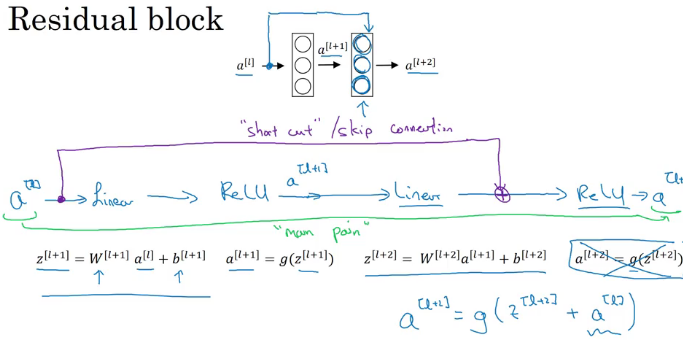 Residual block
a^[l] a^[l+1] a^[l+2]
"short cut" / skip connection
a^[l] → Linear → ReLU a^[l+1] → Linear → ReLU → a^[l+
"main path"
z^[l+1] = W^[l+1] a^[l] + b^[l+1] a^[l+1] = g(z^[l+1]) z^[l+2] = W^[l+2]a^[l+1] + b^[l+2] a^[l+2] = g(z^[l+2])
a^[l+2] = g(z^[l+2] + a^[l])